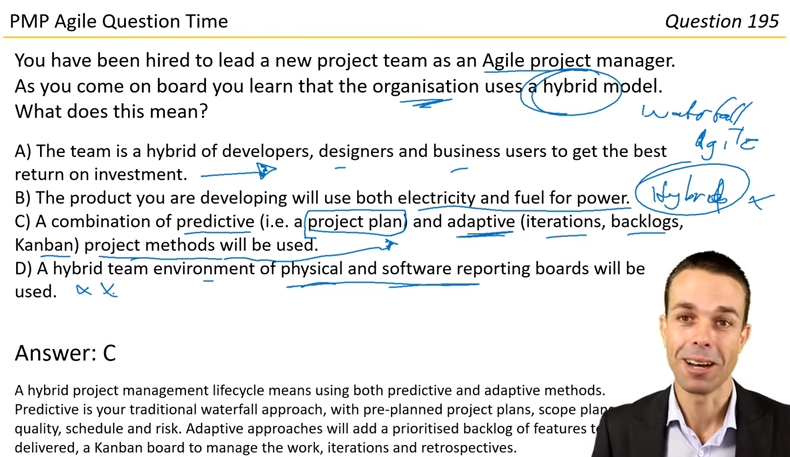 PMP Agile Question Time
Question 195
You have been hired to lead a new project team as an Agile project manager.
As you come on board you learn that the organisation uses a hybrid model.
What does this mean?
Waterfall
Agile
A) The team is a hybrid of developers, designers and business users to get the best
return on investment.
B) The product you are developing will use both electricity and fuel for power.
Hybrid
C) A combination of predictive (i.e. a project plan) and adaptive (iterations, backlogs,
Kanban) project methods will be used.
D) A hybrid team environment of physical and software reporting boards will be
used.
Answer: C
A hybrid project management lifecycle means using both predictive and adaptive methods.
Predictive is your traditional waterfall approach, with pre-planned project plans, scope plan
quality, schedule and risk. Adaptive approaches will add a prioritised backlog of features
delivered, a Kanban board to manage the work, iterations and retrospectives.